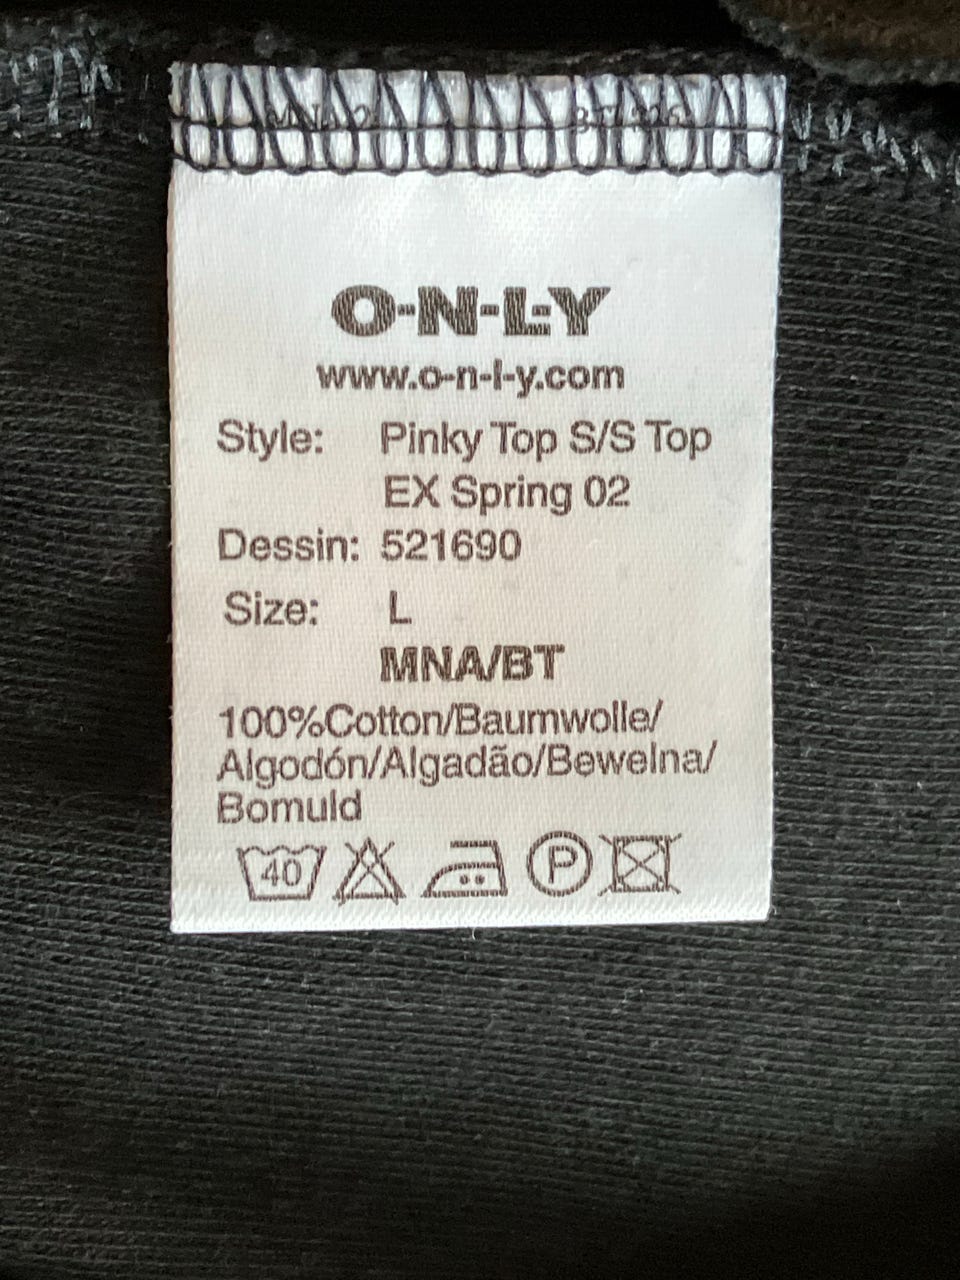 O-N-L-Y
www.o-n-l-y.com
Style: Pinky Top S/S Top
EX Spring 02
Dessin: 521690
Size: L
MNA/BT
100%Cotton/Baumwolle/
Algodón/Algadão/Bewelna/
Bomuld
40 P